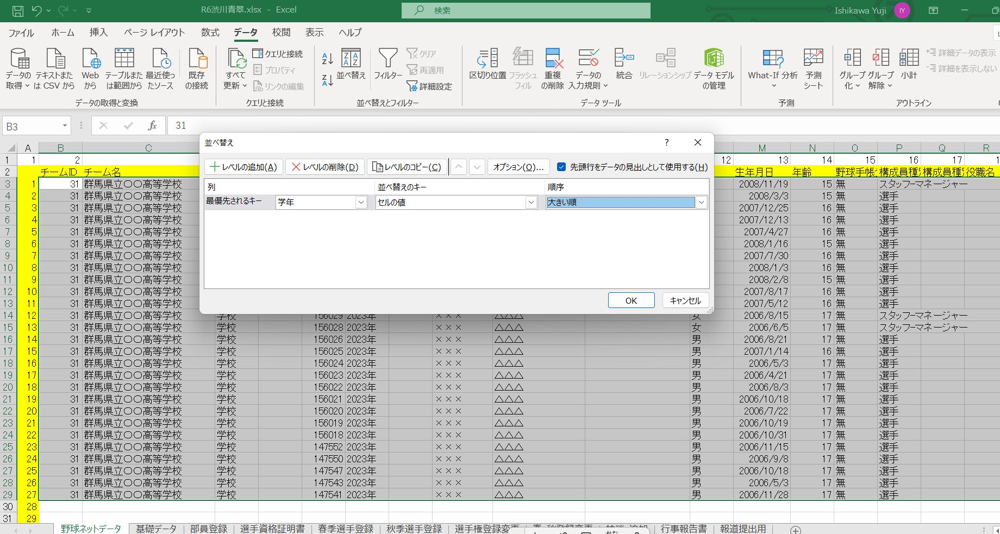 R6渋川青翠.xlsx - Excel
検索
Ishikawa Yuji IY
ファイル ホーム 挿入 ページ レイアウト 数式 データ 校閲 表示 ヘルプ
データの取得 テキストまたは CSV から Web から テーブルまたは範囲から 最近使ったソース 既存の接続
データの取得と変換
すべて更新 クエリと接続 プロパティ リンクの編集
クエリと接続
並べ替え フィルター クリア 再適用 詳細設定
並べ替えとフィルター
区切り位置 フラッシュ フィル 重複の削除 データの入力規則 統合 リレーションシップ データ モデルの管理
データ ツール
What-If 分析 予測シート
予測
グループ化 グループ解除 小計 詳細データの表示 詳細を表示しない
アウトライン
B3 fx 31
並べ替え ? ×
レベルの追加(A) レベルの削除(D) レベルのコピー(C) オプション(O)... 先頭行をデータの見出しとして使用する(H)
列 並べ替えのキー 順序
最優先されるキー 学年 セルの値 大きい順
OK キャンセル
A B C M N O P Q R
1 1 2 12 13 14 15 16 17
2 チームID チーム名 生年月日 年齢 野球手帳 構成員種 構成員種 役職名
3 1 31 群馬県立〇〇高等学校 2008/11/19 15 無 スタッフーマネージャー
4 2 31 群馬県立〇〇高等学校 2008/3/3 15 無 選手
5 3 31 群馬県立〇〇高等学校 2007/12/25 16 無 選手
6 4 31 群馬県立〇〇高等学校 2007/12/13 16 無 選手
7 5 31 群馬県立〇〇高等学校 2007/4/27 16 無 選手
8 6 31 群馬県立〇〇高等学校 2008/1/16 15 無 選手
9 7 31 群馬県立〇〇高等学校 2007/7/30 16 無 選手
10 8 31 群馬県立〇〇高等学校 2008/1/3 16 無 選手
11 9 31 群馬県立〇〇高等学校 2008/2/8 15 無 選手
12 10 31 群馬県立〇〇高等学校 2007/8/17 16 無 選手
13 11 31 群馬県立〇〇高等学校 2007/5/12 16 無 選手
14 12 31 群馬県立〇〇高等学校 学校 156029 2023年 ××× △△△ 女 2006/8/15 17 無 スタッフーマネージャー
15 13 31 群馬県立〇〇高等学校 学校 156028 2023年 ××× △△△ 女 2006/6/5 17 無 スタッフーマネージャー
16 14 31 群馬県立〇〇高等学校 学校 156026 2023年 ××× △△△ 男 2006/8/21 17 無 選手
17 15 31 群馬県立〇〇高等学校 学校 156025 2023年 ××× △△△ 男 2007/1/14 16 無 選手
18 16 31 群馬県立〇〇高等学校 学校 156024 2023年 ××× △△△ 男 2006/5/3 17 無 選手
19 17 31 群馬県立〇〇高等学校 学校 156023 2023年 ××× △△△ 男 2006/4/21 17 無 選手
20 18 31 群馬県立〇〇高等学校 学校 156022 2023年 ××× △△△ 男 2006/8/3 17 無 選手
21 19 31 群馬県立〇〇高等学校 学校 156021 2023年 ××× △△△ 男 2006/10/18 17 無 選手
22 20 31 群馬県立〇〇高等学校 学校 156020 2023年 ××× △△△ 男 2006/7/22 17 無 選手
23 21 31 群馬県立〇〇高等学校 学校 156019 2023年 ××× △△△ 男 2006/10/19 17 無 選手
24 22 31 群馬県立〇〇高等学校 学校 156018 2023年 ××× △△△ 男 2006/10/31 17 無 選手
25 23 31 群馬県立〇〇高等学校 学校 147552 2023年 ××× △△△ 男 2006/11/15 17 無 選手
26 24 31 群馬県立〇〇高等学校 学校 147550 2023年 ××× △△△ 男 2006/9/8 17 無 選手
27 25 31 群馬県立〇〇高等学校 学校 147547 2023年 ××× △△△ 男 2006/10/18 17 無 選手
28 26 31 群馬県立〇〇高等学校 学校 147543 2023年 ××× △△△ 男 2006/5/3 17 無 選手
29 27 31 群馬県立〇〇高等学校 学校 147541 2023年 ××× △△△ 男 2006/11/28 17 無 選手
30 28
31 29
野球ネットデータ 基礎データ 部員登録 選手資格証明書 春季選手登録 秋季選手登録 選手権登録変更 行事報告書 報道提出用